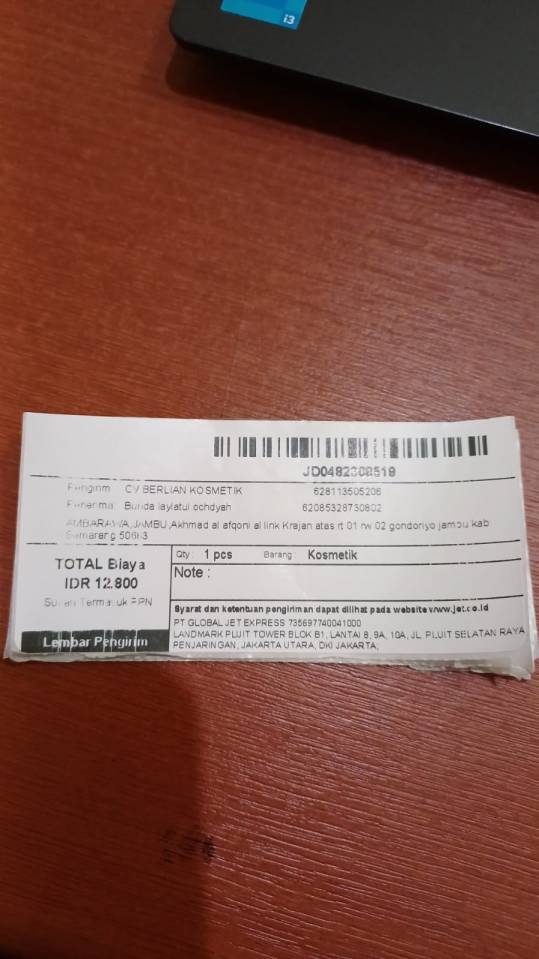 i3
JD0482308519
Pengirim CV BERLIAN KOSMETIK 628113505206
Penerima Bunda laylatul ochdyah 62085328730802
AMBARAWA,JAMBU,Akhmad al afqoni al link Krajan atas rt 01 rw 02 gondoriyo jambu kab
Semarang 50663
TOTAL Biaya
IDR 12.800
Sudah Termasuk PPN
Lembar Pengirim
Qty : 1 pcs Barang : Kosmetik
Note :
Syarat dan ketentuan pengiriman dapat dilihat pada website www.jet.co.id
PT GLOBAL JET EXPRESS 735697740041000
LANDMARK PLUIT TOWER BLOK B1, LANTAI 8, 9A, 10A, JL. PLUIT SELATAN RAYA
PENJARINGAN, JAKARTA UTARA, DKI JAKARTA,